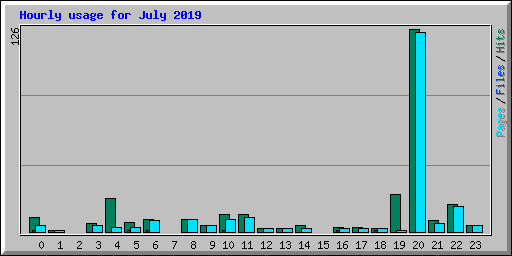 Hourly usage for July 2019
126
Pages/Files/Hits
0 1 2 3 4 5 6 7 8 9 10 11 12 13 14 15 16 17 18 19 20 21 22 23